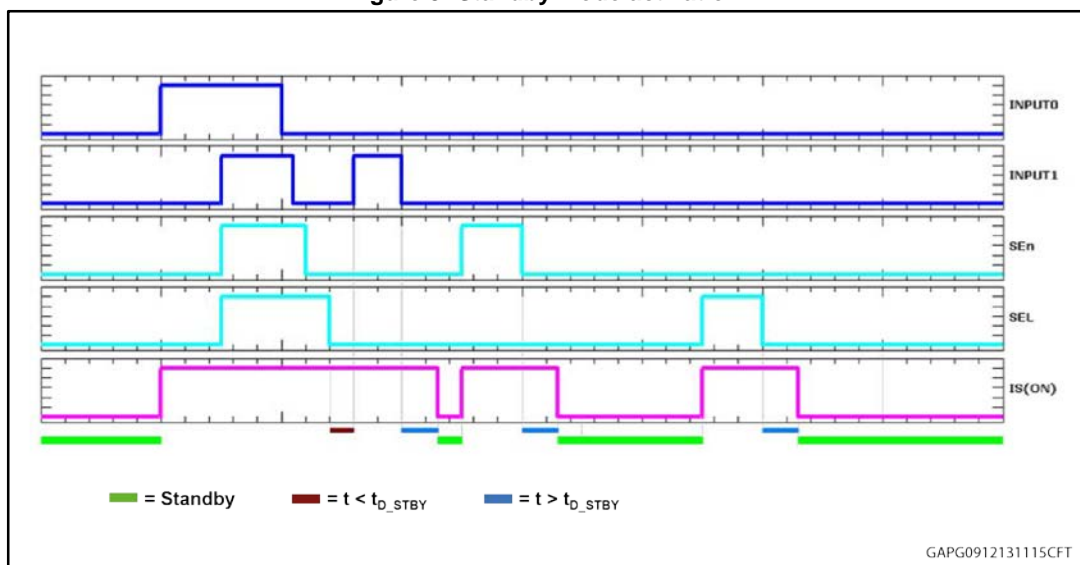 INPUT0
INPUT1
SEn
SEL
IS(ON)
= Standby = t < tD_STBY = t > tD_STBY
GAPG0912131115CFT